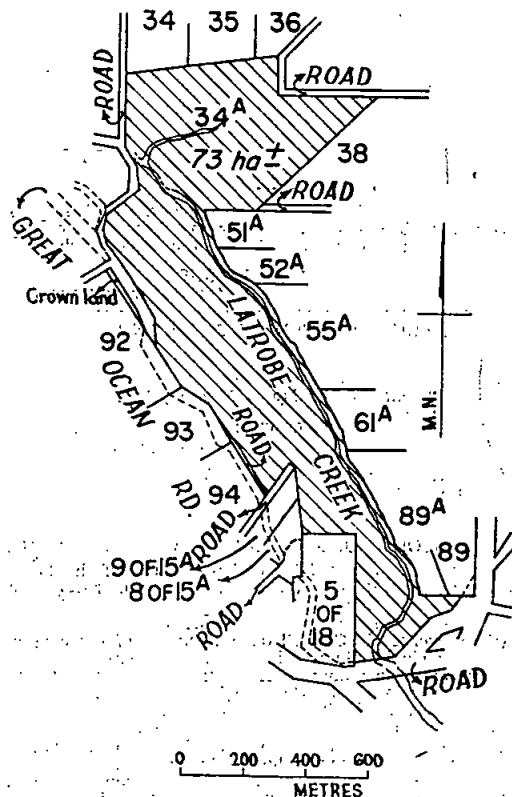 34 35 36
ROAD
ROAD
34A
73 ha ±
38
ROAD
51A
GREAT
52A
Crown land
LATROBE
55A
92
OCEAN
M.N.
93
ROAD
61A
RD.
94
CREEK
ROAD
89A
9 OF 15A
89
8 OF 15A
ROAD
5
OF
18
ROAD
0 200 400 600
METRES